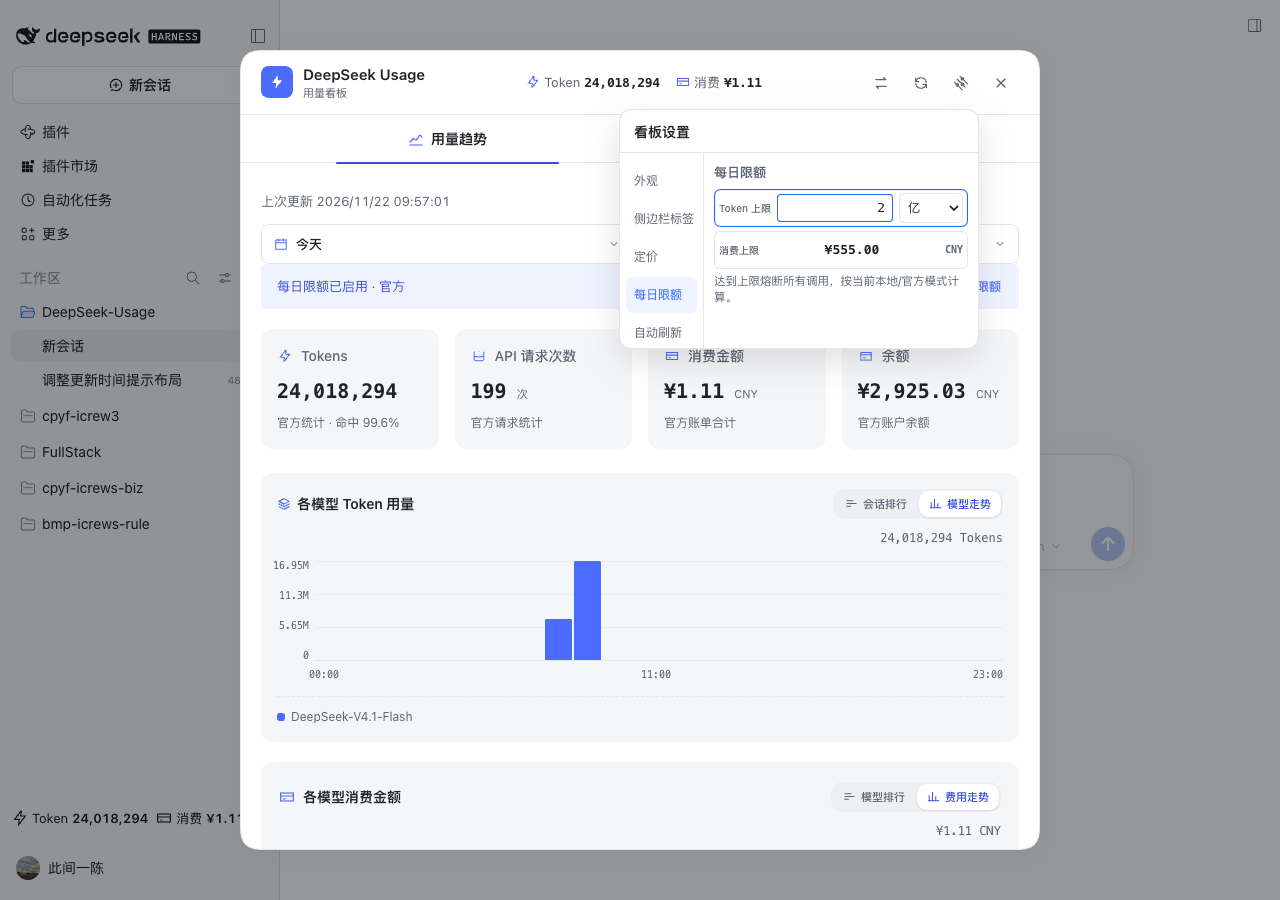 deepseek HARNESS
新会话
插件
插件市场
自动化任务
更多
工作区
DeepSeek-Usage
新会话
调整更新时间提示布局 48
cpyf-icrew3
FullStack
cpyf-icrews-biz
bmp-icrews-rule
Token 24,018,294 消费 ¥1.11
此间一陈
DeepSeek Usage
用量看板
Token 24,018,294 消费 ¥1.11
用量趋势
上次更新 2026/11/22 09:57:01
今天
每日限额已启用 · 官方
限额
看板设置
外观
侧边栏标签
定价
每日限额
自动刷新
每日限额
Token 上限 2 亿
消费上限 ¥555.00 CNY
达到上限熔断所有调用，按当前本地/官方模式计
算。
Tokens
24,018,294
官方统计 · 命中 99.6%
API 请求次数
199 次
官方请求统计
消费金额
¥1.11 CNY
官方账单合计
余额
¥2,925.03 CNY
官方账户余额
各模型 Token 用量
会话排行 模型走势
24,018,294 Tokens
16.95M
11.3M
5.65M
0
00:00 11:00 23:00
DeepSeek-V4.1-Flash
各模型消费金额
模型排行 费用走势
¥1.11 CNY